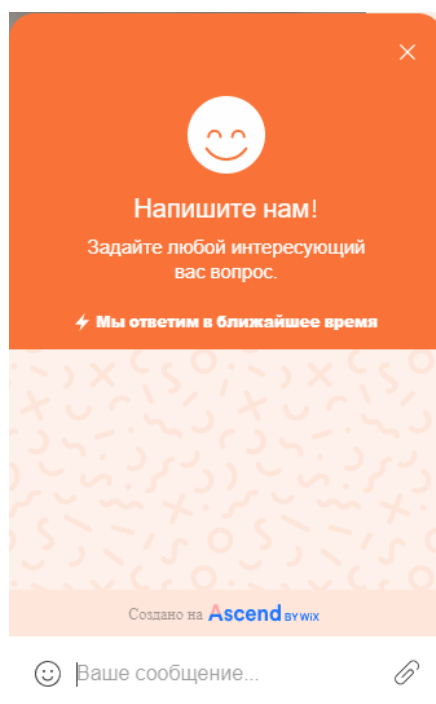 Напишите нам!
Задайте любой интересующий
вас вопрос.
Мы ответим в ближайшее время
Создано на Ascend BY WIX
Ваше сообщение...